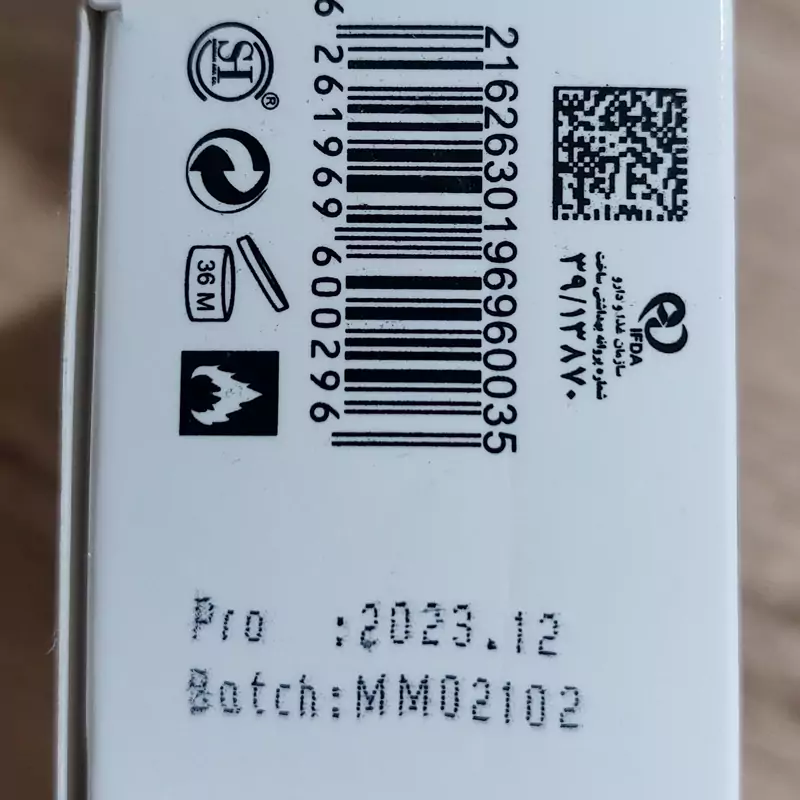 SI
®
36 M
6 261969 600296
2162630196960035
IFDA
سازمان غذا و دارو
شماره پروانه بهداشتی ساخت
۳۹/۱۳۸۷۰
Pro :2023.12
Batch:MM02102